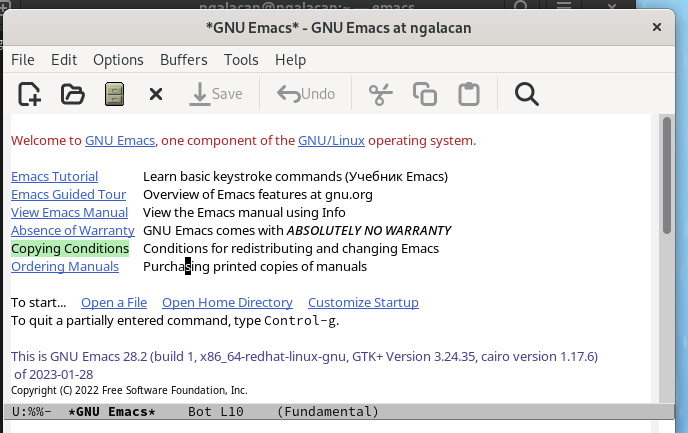 ngalacan@ngalacan:~ — emacs
*GNU Emacs* - GNU Emacs at ngalacan
File Edit Options Buffers Tools Help
Save Undo
Welcome to GNU Emacs, one component of the GNU/Linux operating system.
Emacs Tutorial Learn basic keystroke commands (Учебник Emacs)
Emacs Guided Tour Overview of Emacs features at gnu.org
View Emacs Manual View the Emacs manual using Info
Absence of Warranty GNU Emacs comes with ABSOLUTELY NO WARRANTY
Copying Conditions Conditions for redistributing and changing Emacs
Ordering Manuals Purchasing printed copies of manuals
To start... Open a File Open Home Directory Customize Startup
To quit a partially entered command, type Control-g.
This is GNU Emacs 28.2 (build 1, x86_64-redhat-linux-gnu, GTK+ Version 3.24.35, cairo version 1.17.6)
of 2023-01-28
Copyright (C) 2022 Free Software Foundation, Inc.
U:%%- *GNU Emacs* Bot L10 (Fundamental)